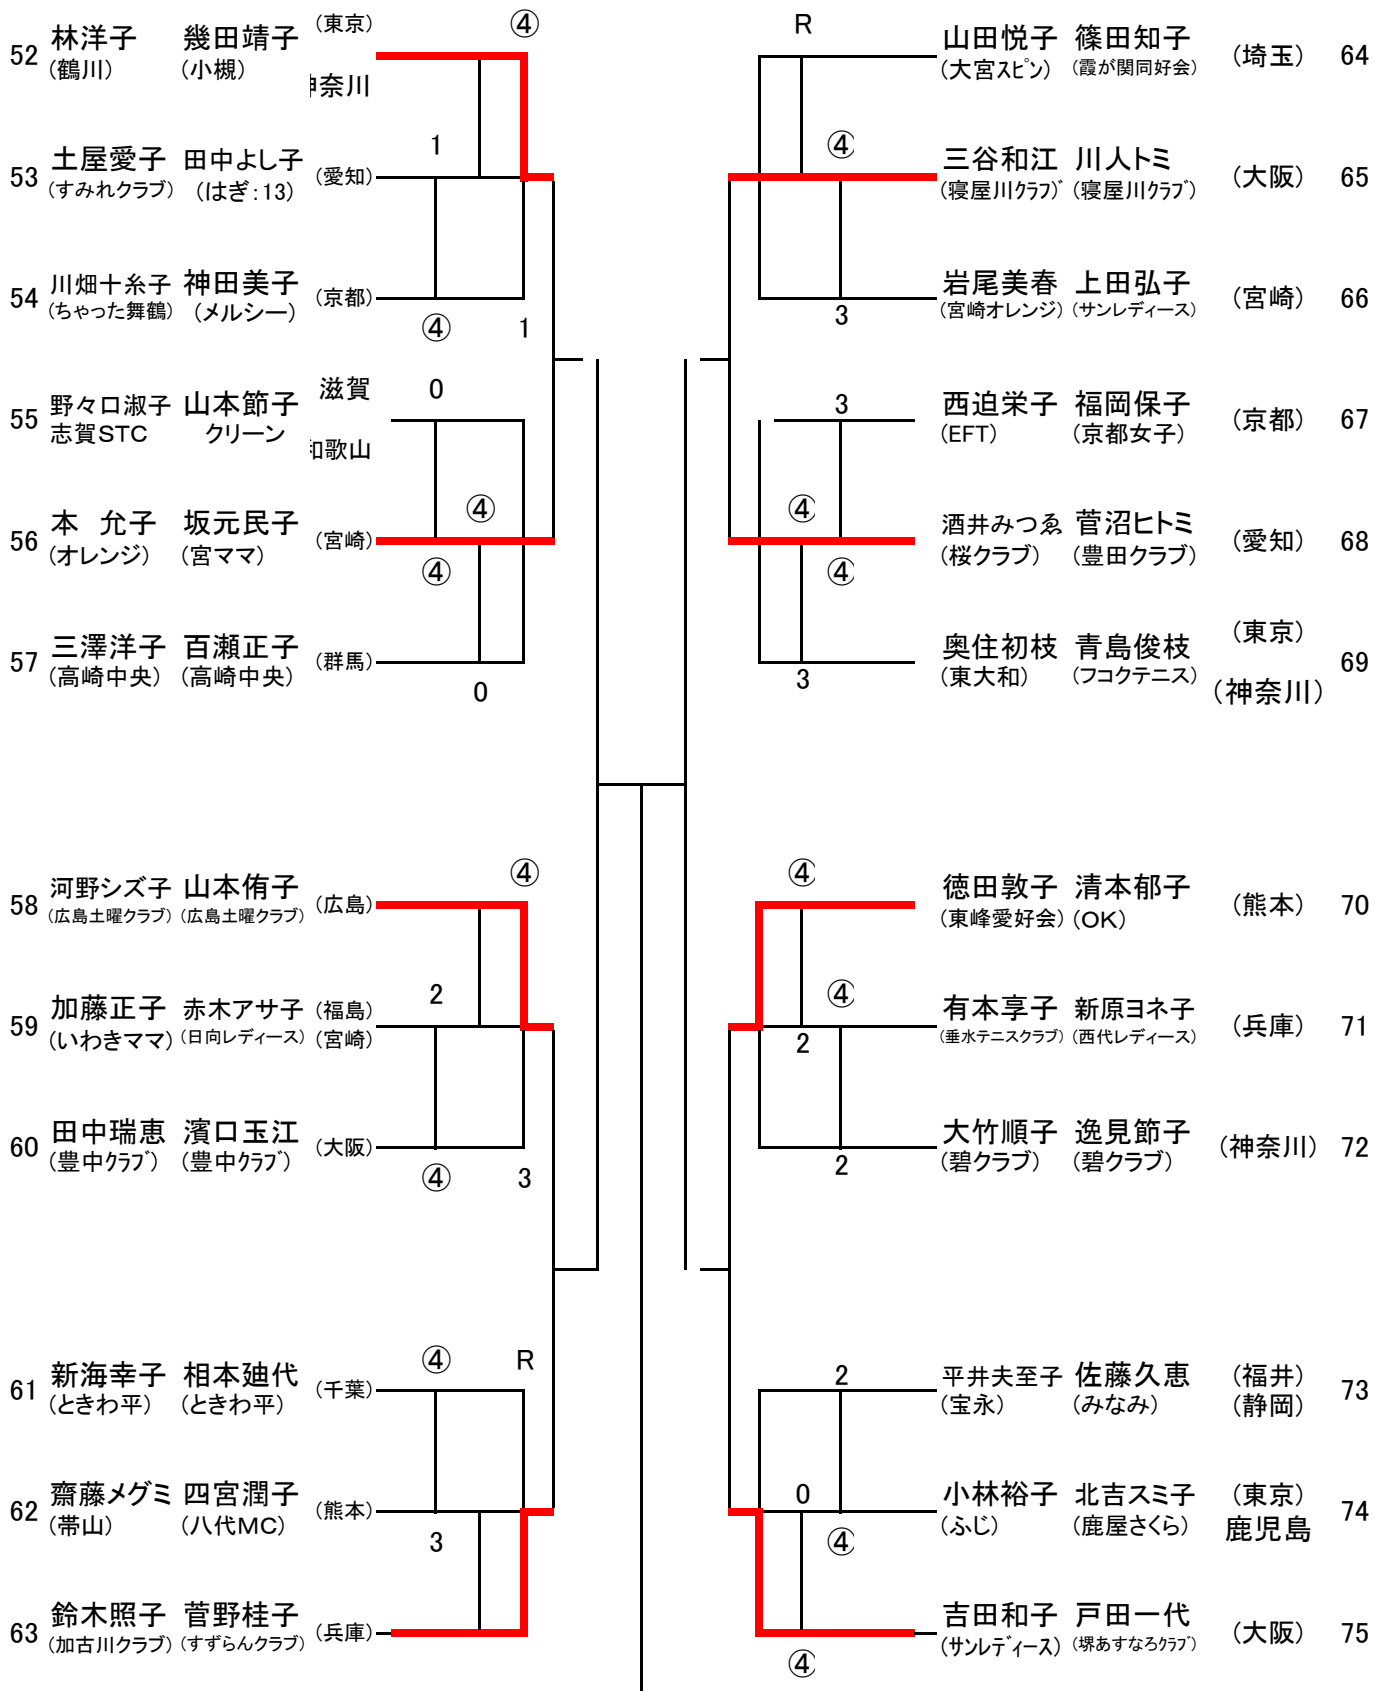 52 林洋子 幾田靖子 (東京) ④
(鶴川) (小槻)
神奈川
1
53 土屋愛子 田中よし子 (愛知)
(すみれクラブ) (はぎ:13)
54 川畑十糸子 神田美子 (京都)
(ちゃった舞鶴) (メルシー)
④ 1
滋賀 0
55 野々口淑子 山本節子
志賀STC クリーン
和歌山
④
56 本 允子 坂元民子 (宮崎)
(オレンジ) (宮ママ)
④
57 三澤洋子 百瀬正子 (群馬)
(高崎中央) (高崎中央)
0
④
58 河野シズ子 山本侑子 (広島)
(広島土曜クラブ) (広島土曜クラブ)
2
59 加藤正子 赤木アサ子 (福島)
(いわきママ) (日向レディース) (宮崎)
60 田中瑞恵 濱口玉江 (大阪)
(豊中クラブ) (豊中クラブ)
④ 3
④ R
61 新海幸子 相本廸代 (千葉)
(ときわ平) (ときわ平)
62 齋藤メグミ 四宮潤子 (熊本)
(帯山) (八代MC)
3
63 鈴木照子 菅野桂子 (兵庫)
(加古川クラブ) (すずらんクラブ)
R
山田悦子 篠田知子 (埼玉) 64
(大宮スピン) (霞が関同好会)
④
三谷和江 川人トミ (大阪) 65
(寝屋川クラブ) (寝屋川クラブ)
岩尾美春 上田弘子 (宮崎) 66
(宮崎オレンジ) (サンレディース)
3
3
西迫栄子 福岡保子 (京都) 67
(EFT) (京都女子)
④
酒井みつゑ 菅沼ヒトミ (愛知) 68
(桜クラブ) (豊田クラブ)
④
(東京)
奥住初枝 青島俊枝 69
(東大和) (フコクテニス)
(神奈川)
3
④
徳田敦子 清本郁子 (熊本) 70
(東峰愛好会) (OK)
④
有本享子 新原ヨネ子 (兵庫) 71
(垂水テニスクラブ) (西代レディース)
2
大竹順子 逸見節子 (神奈川) 72
(碧クラブ) (碧クラブ)
2
2
平井夫至子 佐藤久恵 (福井) 73
(宝永) (みなみ) (静岡)
0
小林裕子 北吉スミ子 (東京) 74
(ふじ) (鹿屋さくら) 鹿児島
④
吉田和子 戸田一代 (大阪) 75
(サンレディース) (堺あすなろクラブ)
④